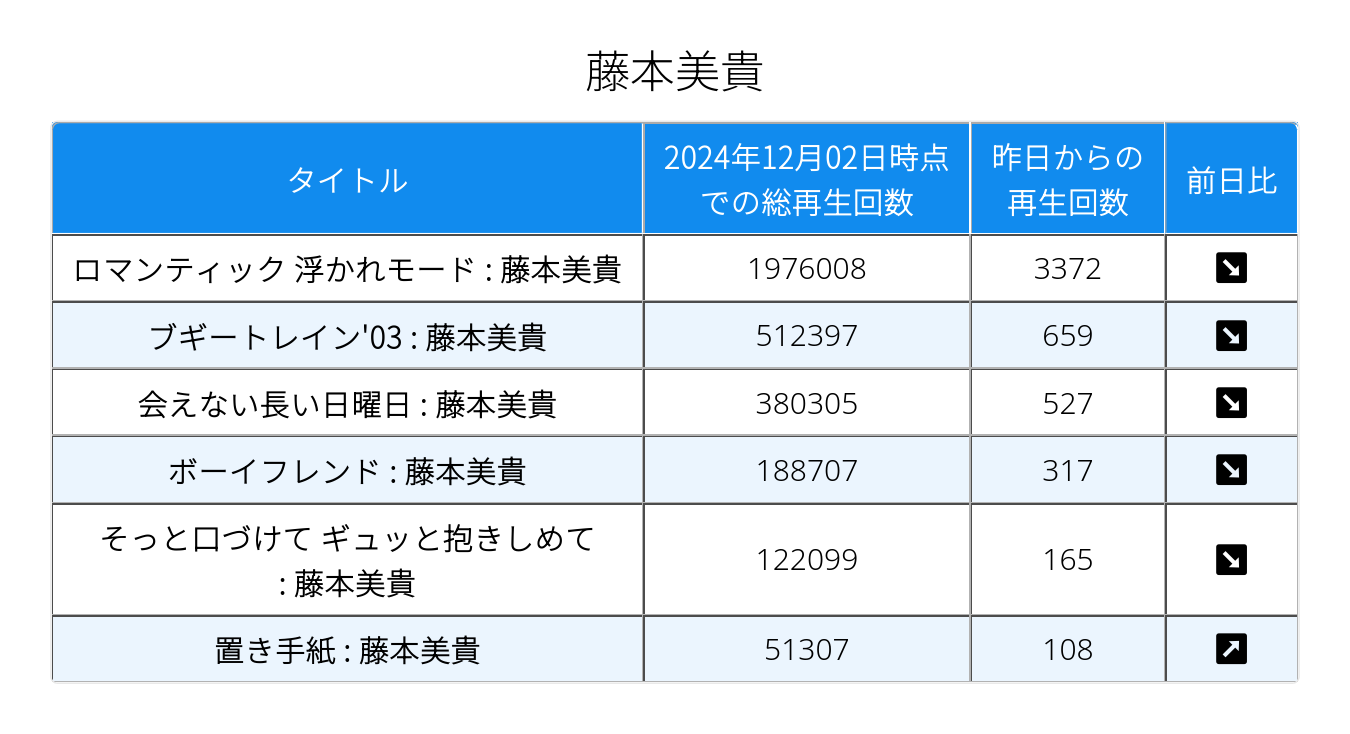 藤本美貴
タイトル
2024年12月02日時点
での総再生回数
昨日からの
再生回数
前日比
ロマンティック 浮かれモード : 藤本美貴
1976008
3372
↘
ブギートレイン'03 : 藤本美貴
512397
659
↘
会えない長い日曜日 : 藤本美貴
380305
527
↘
ボーイフレンド : 藤本美貴
188707
317
↘
そっと口づけて ギュッと抱きしめて
: 藤本美貴
122099
165
↘
置き手紙 : 藤本美貴
51307
108
↗